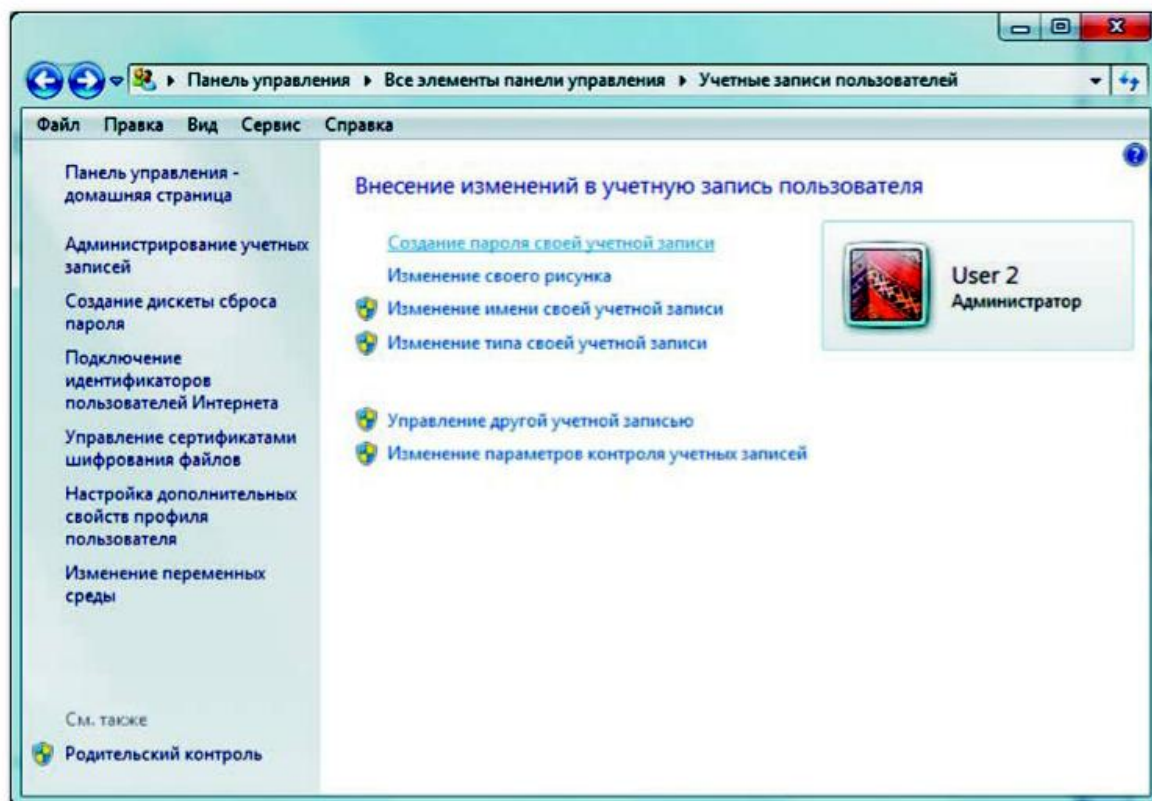 Панель управления ▸ Все элементы панели управления ▸ Учетные записи пользователей
Файл Правка Вид Сервис Справка
Панель управления -
домашняя страница
Администрирование учетных
записей
Создание дискеты сброса
пароля
Подключение
идентификаторов
пользователей Интернета
Управление сертификатами
шифрования файлов
Настройка дополнительных
свойств профиля
пользователя
Изменение переменных
среды
См. также
Родительский контроль
Внесение изменений в учетную запись пользователя
Создание пароля своей учетной записи
Изменение своего рисунка
Изменение имени своей учетной записи
Изменение типа своей учетной записи
Управление другой учетной записью
Изменение параметров контроля учетных записей
User 2
Администратор